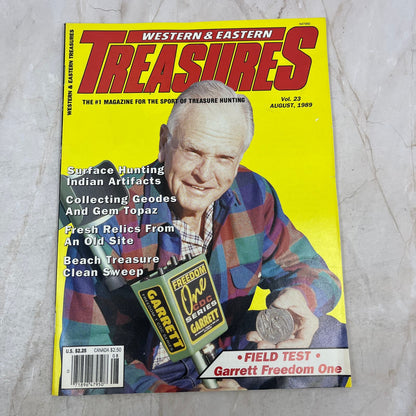 WESTERN & EASTERN TREASURES
WESTERN & EASTERN
TREASURES
THE #1 MAGAZINE FOR THE SPORT OF TREASURE HUNTING
Vol. 23
AUGUST, 1989
Surface Hunting
Indian Artifacts
Collecting Geodes
And Gem Topaz
Fresh Relics From
An Old Site
Beach Treasure
Clean Sweep
FREEDOM
One
CDC
SERIES
GARRETT
GARRETT
U.S. $2.25 CANADA $2.50
08
• FIELD TEST •
Garrett Freedom One